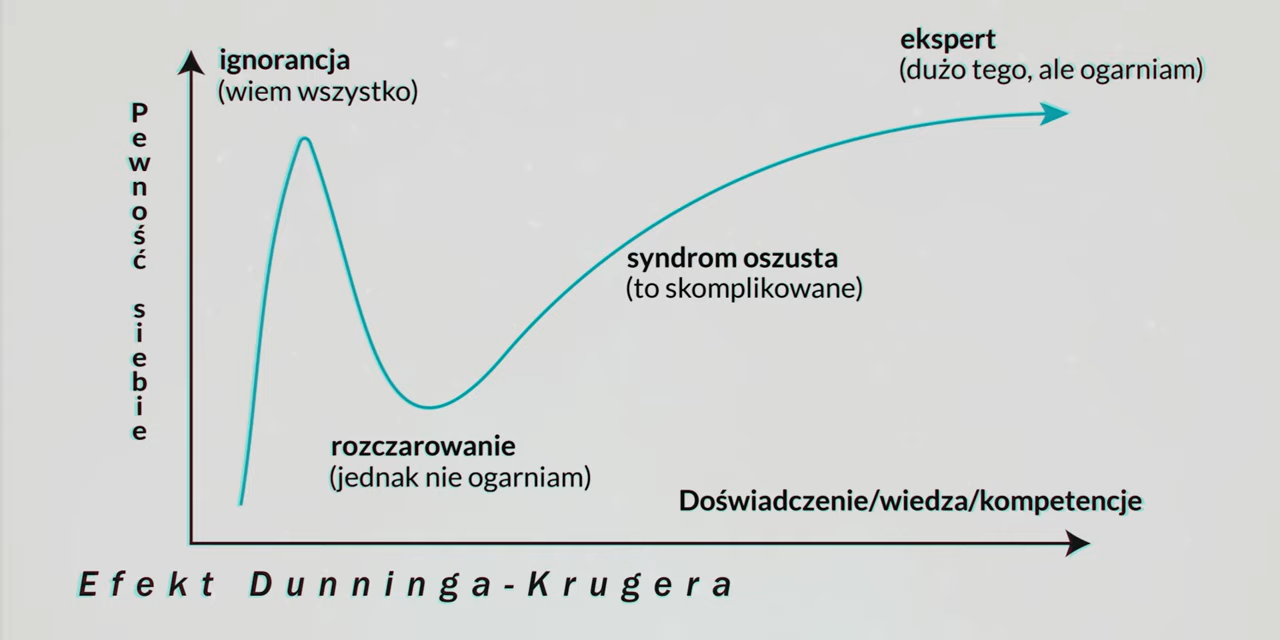 ekspert
(dużo tego, ale ogarniam)
ignorancja
(wiem wszystko)
Pewność siebie
syndrom oszusta
(to skomplikowane)
rozczarowanie
(jednak nie ogarniam)
Doświadczenie/wiedza/kompetencje
Efekt Dunninga-Krugera